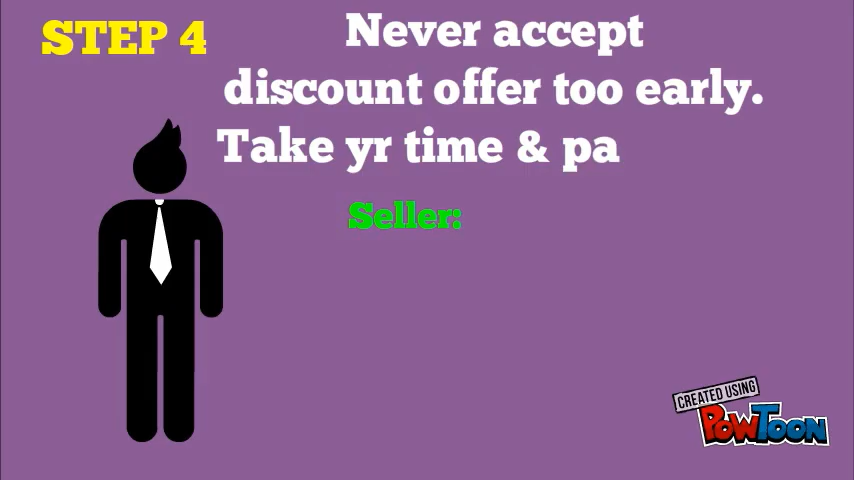 STEP 4
Never accept
discount offer too early.
Take yr time & pa
Seller:
CREATED USING
POWTOON